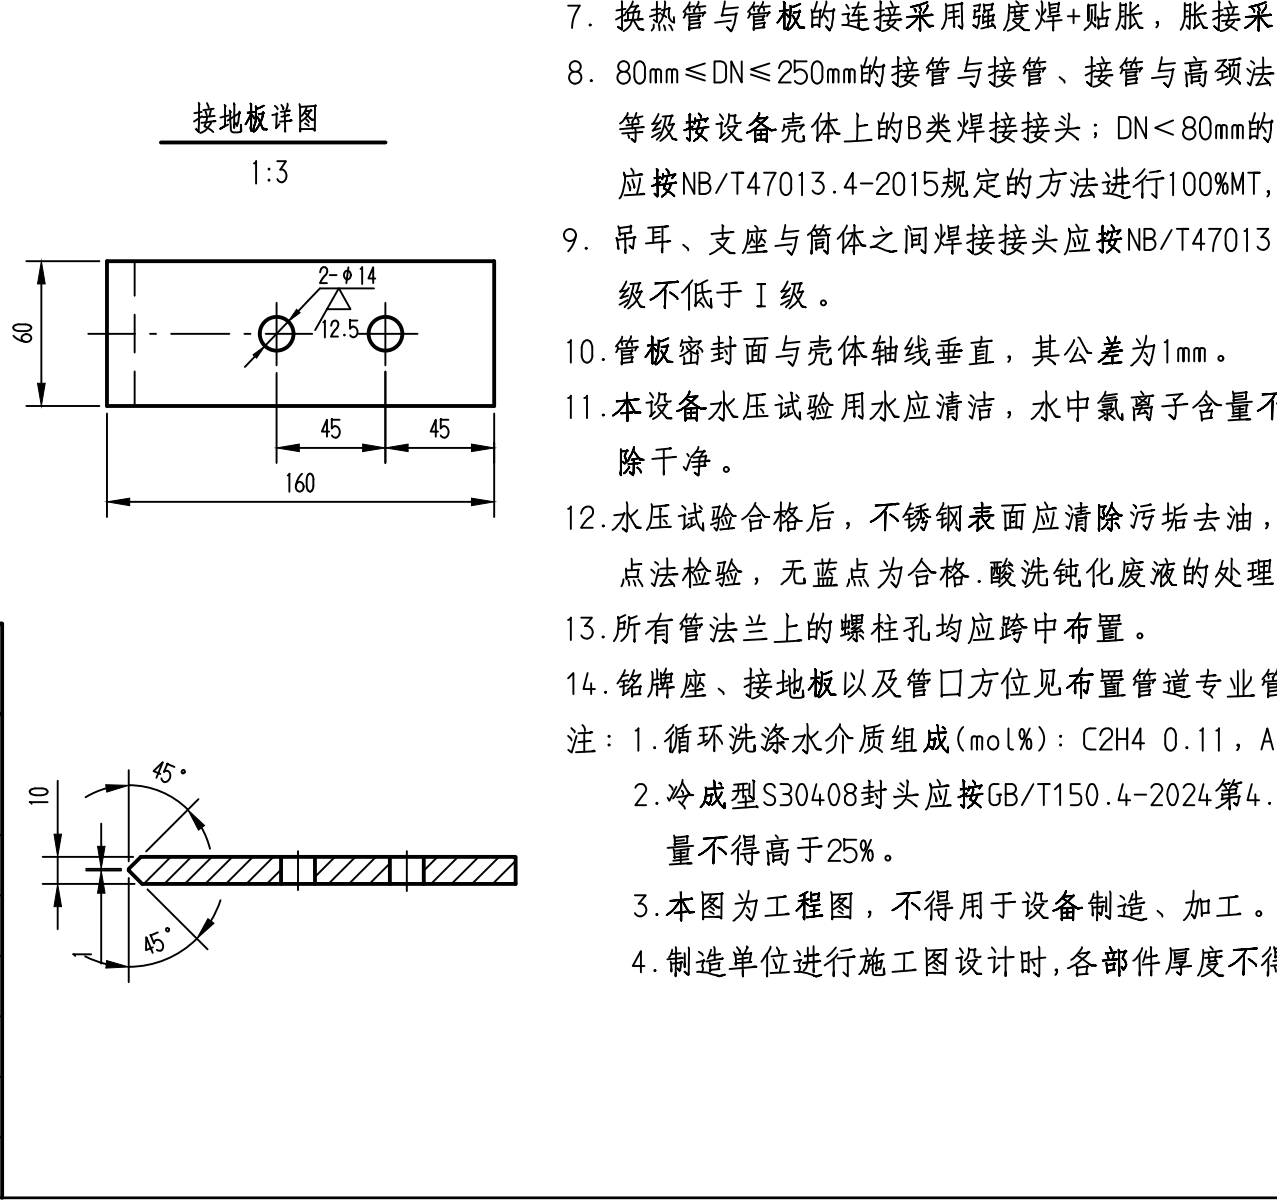 接地板详图
1:3
2-φ14
12.5
60
45
45
160
45°
10
1
45°
7. 换热管与管板的连接采用强度焊+贴胀，胀接采
8. 80mm≤DN≤250mm的接管与接管、接管与高颈法
等级按设备壳体上的B类焊接接头；DN＜80mm的
应按NB/T47013.4-2015规定的方法进行100%MT,
9. 吊耳、支座与筒体之间焊接接头应按NB/T47013
级不低于Ⅰ级。
10.管板密封面与壳体轴线垂直，其公差为1mm。
11.本设备水压试验用水应清洁，水中氯离子含量不
除干净。
12.水压试验合格后，不锈钢表面应清除污垢去油，
点法检验，无蓝点为合格.酸洗钝化废液的处理
13.所有管法兰上的螺柱孔均应跨中布置。
14.铭牌座、接地板以及管口方位见布置管道专业管
注：1.循环洗涤水介质组成(mol%)：C2H4 0.11，A
2.冷成型S30408封头应按GB/T150.4-2024第4.
量不得高于25%。
3.本图为工程图，不得用于设备制造、加工。
4.制造单位进行施工图设计时,各部件厚度不得